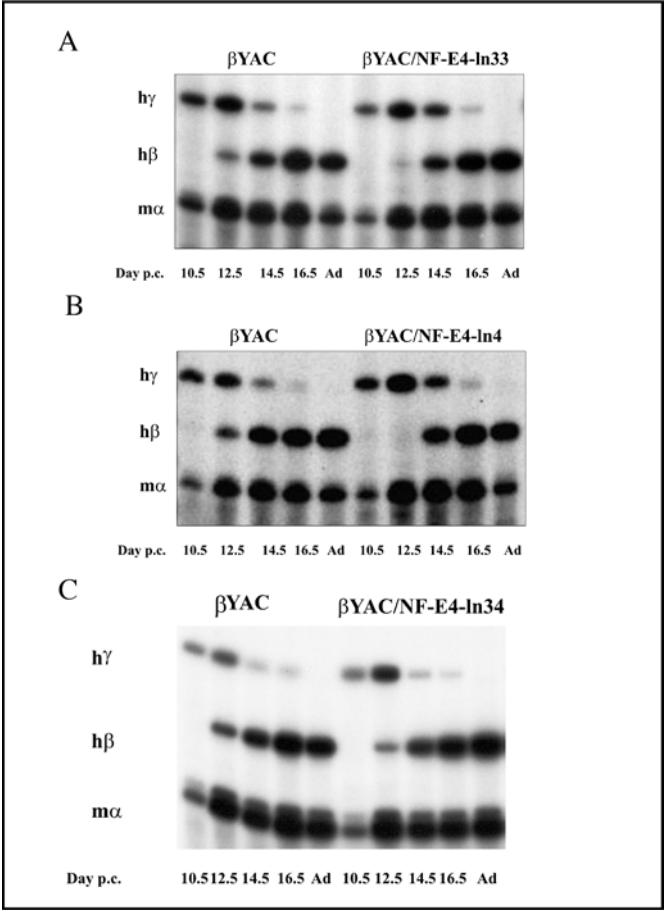 A
βYAC βYAC/NF-E4-ln33
hγ
hβ
mα
Day p.c. 10.5 12.5 14.5 16.5 Ad 10.5 12.5 14.5 16.5 Ad
B
βYAC βYAC/NF-E4-ln4
hγ
hβ
mα
Day p.c. 10.5 12.5 14.5 16.5 Ad 10.5 12.5 14.5 16.5 Ad
C
βYAC βYAC/NF-E4-ln34
hγ
hβ
mα
Day p.c. 10.5 12.5 14.5 16.5 Ad 10.5 12.5 14.5 16.5 Ad